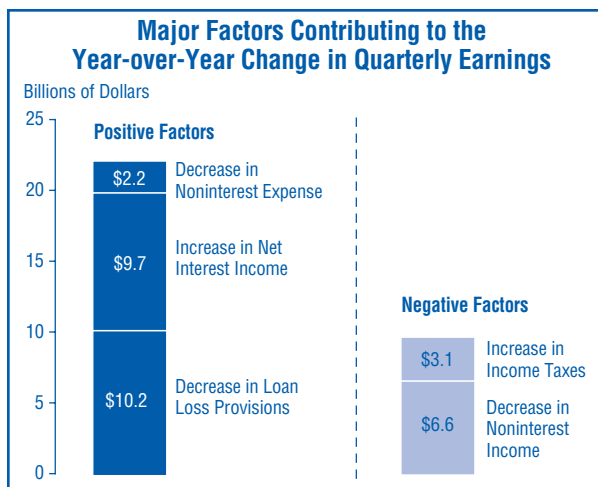 Major Factors Contributing to the
Year-over-Year Change in Quarterly Earnings
Billions of Dollars
25
20
15
10
5
0
Positive Factors
$2.2
Decrease in
Noninterest Expense
$9.7
Increase in Net
Interest Income
$10.2
Decrease in Loan
Loss Provisions
Negative Factors
$3.1
Increase in
Income Taxes
$6.6
Decrease in
Noninterest
Income